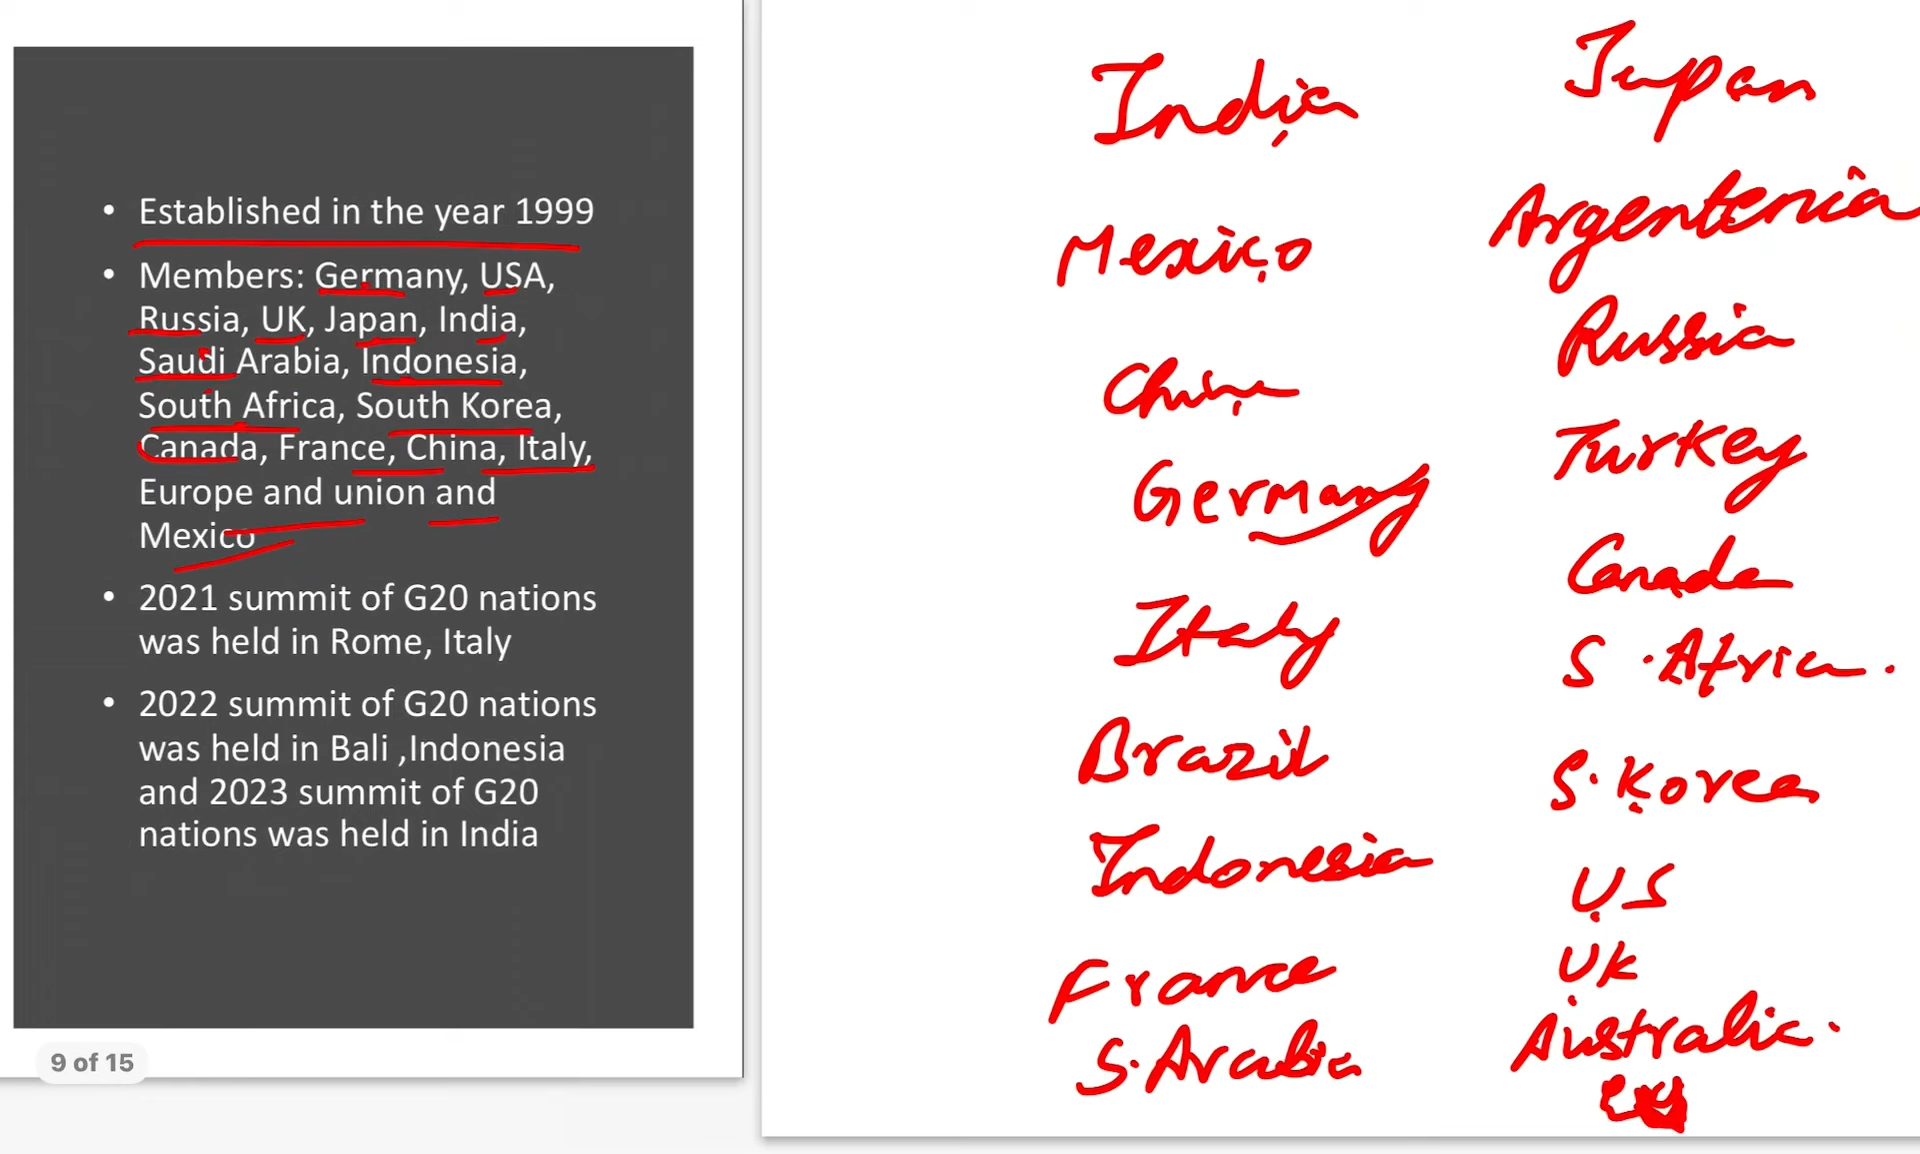 • Established in the year 1999
• Members: Germany, USA,
Russia, UK, Japan, India,
Saudi Arabia, Indonesia,
South Africa, South Korea,
Canada, France, China, Italy,
Europe and union and
Mexico
• 2021 summit of G20 nations
was held in Rome, Italy
• 2022 summit of G20 nations
was held in Bali ,Indonesia
and 2023 summit of G20
nations was held in India
9 of 15
India
Mexico
China
Germany
Italy
Brazil
Indonesia
France
S. Arabia
Japan
Argentenia
Russia
Turkey
Canada
S. Africa.
S. Korea
US
UK
Australia.